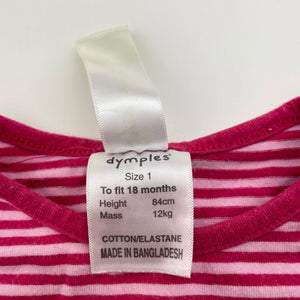 dymples®
Size 1
To fit 18 months
Height 84cm
Mass 12kg
COTTON/ELASTANE
MADE IN BANGLADESH